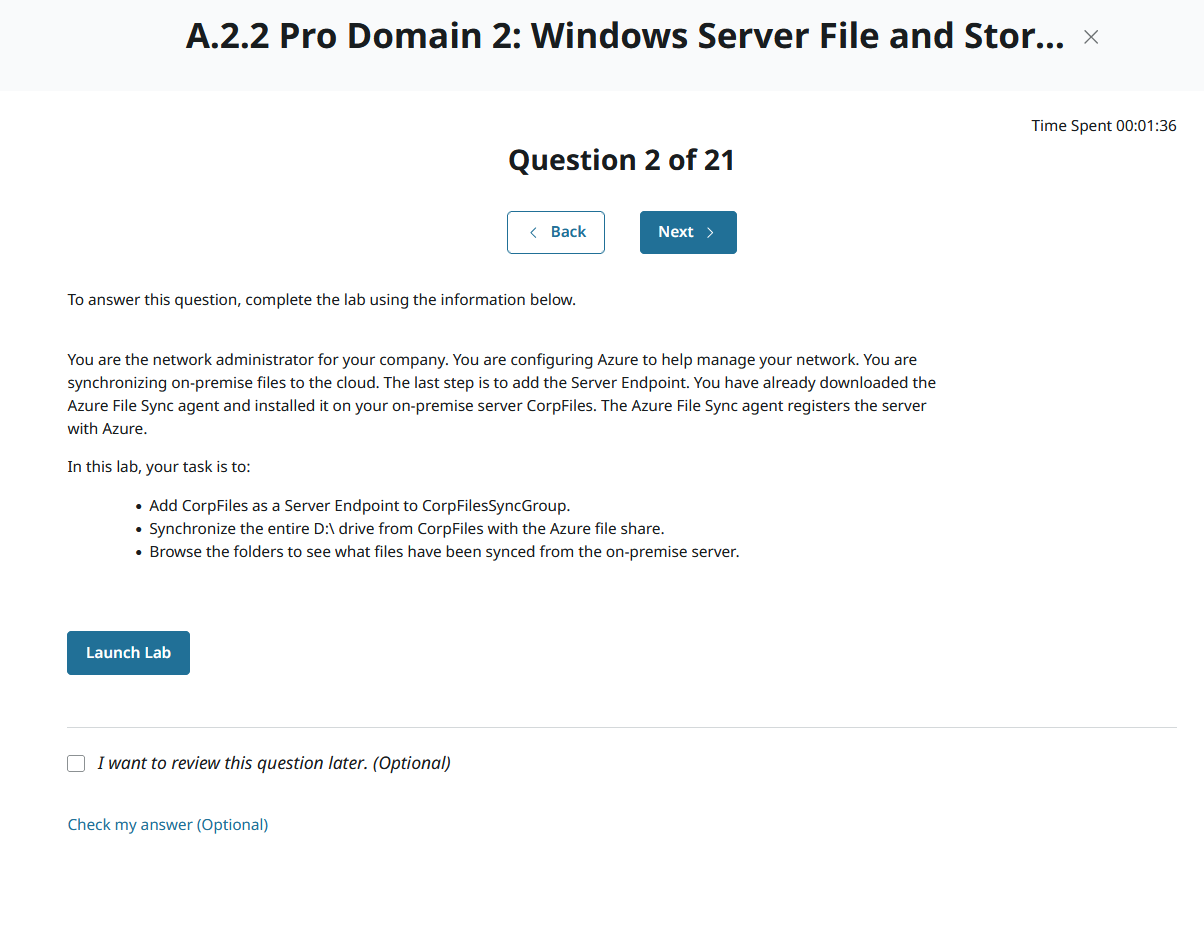 A.2.2 Pro Domain 2: Windows Server File and Stor...
Time Spent 00:01:36
Question 2 of 21
Back
Next
To answer this question, complete the lab using the information below.
You are the network administrator for your company. You are configuring Azure to help manage your network. You are
synchronizing on-premise files to the cloud. The last step is to add the Server Endpoint. You have already downloaded the
Azure File Sync agent and installed it on your on-premise server CorpFiles. The Azure File Sync agent registers the server
with Azure.
In this lab, your task is to:
• Add CorpFiles as a Server Endpoint to CorpFilesSyncGroup.
• Synchronize the entire D:\ drive from CorpFiles with the Azure file share.
• Browse the folders to see what files have been synced from the on-premise server.
Launch Lab
I want to review this question later. (Optional)
Check my answer (Optional)